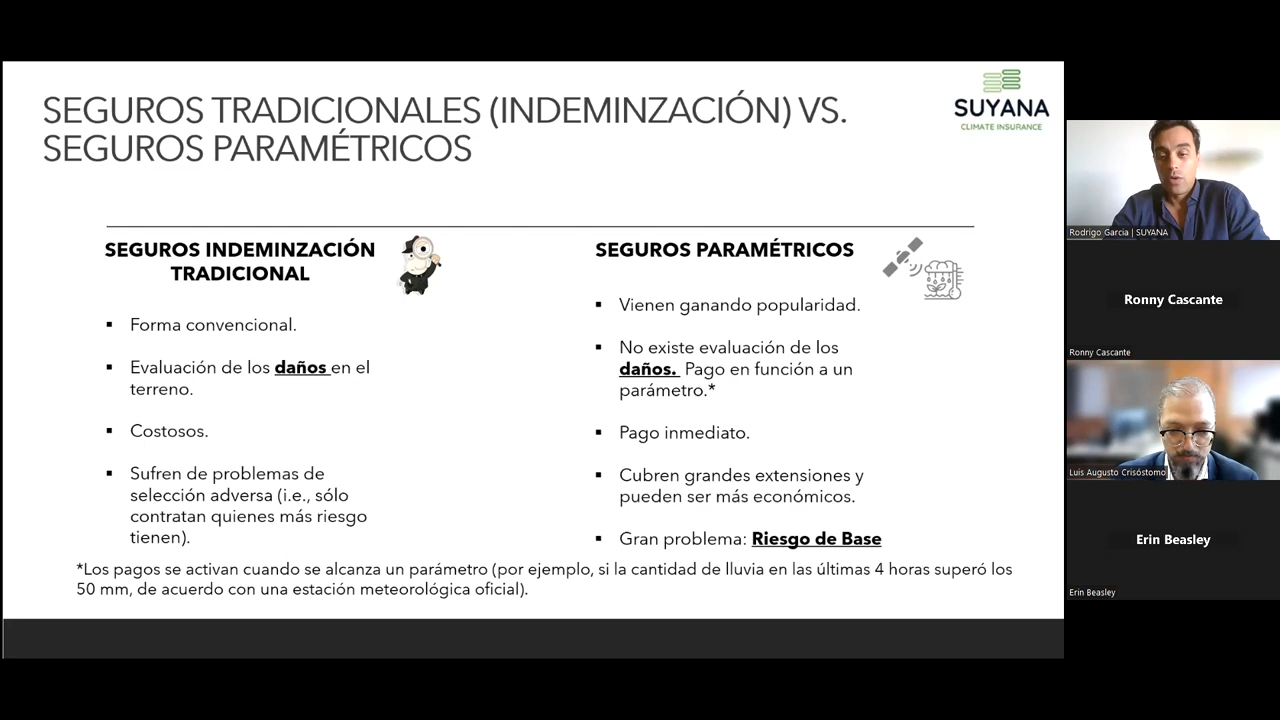 SEGUROS TRADICIONALES (INDEMINZACIÓN) VS.
SEGUROS PARAMÉTRICOS
SUYANA
CLIMATE INSURANCE
SEGUROS INDEMINZACIÓN
TRADICIONAL
▪ Forma convencional.
▪ Evaluación de los daños en el
terreno.
▪ Costosos.
▪ Sufren de problemas de
selección adversa (i.e., sólo
contratan quienes más riesgo
tienen).
SEGUROS PARAMÉTRICOS
▪ Vienen ganando popularidad.
▪ No existe evaluación de los
daños. Pago en función a un
parámetro.*
▪ Pago inmediato.
▪ Cubren grandes extensiones y
pueden ser más económicos.
▪ Gran problema: Riesgo de Base
*Los pagos se activan cuando se alcanza un parámetro (por ejemplo, si la cantidad de lluvia en las últimas 4 horas superó los
50 mm, de acuerdo con una estación meteorológica oficial).
Rodrigo Garcia | SUYANA
Ronny Cascante
Ronny Cascante
Luis Augusto Crisóstomo
Erin Beasley
Erin Beasley